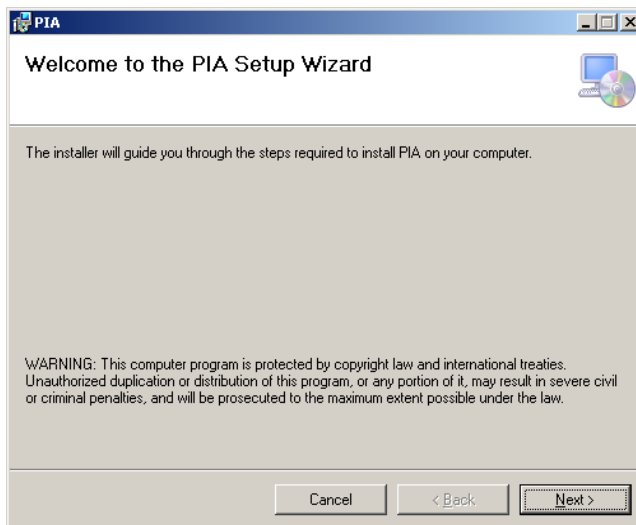 PIA
Welcome to the PIA Setup Wizard
The installer will guide you through the steps required to install PIA on your computer.
WARNING: This computer program is protected by copyright law and international treaties.
Unauthorized duplication or distribution of this program, or any portion of it, may result in severe civil
or criminal penalties, and will be prosecuted to the maximum extent possible under the law.
Cancel
< Back
Next >